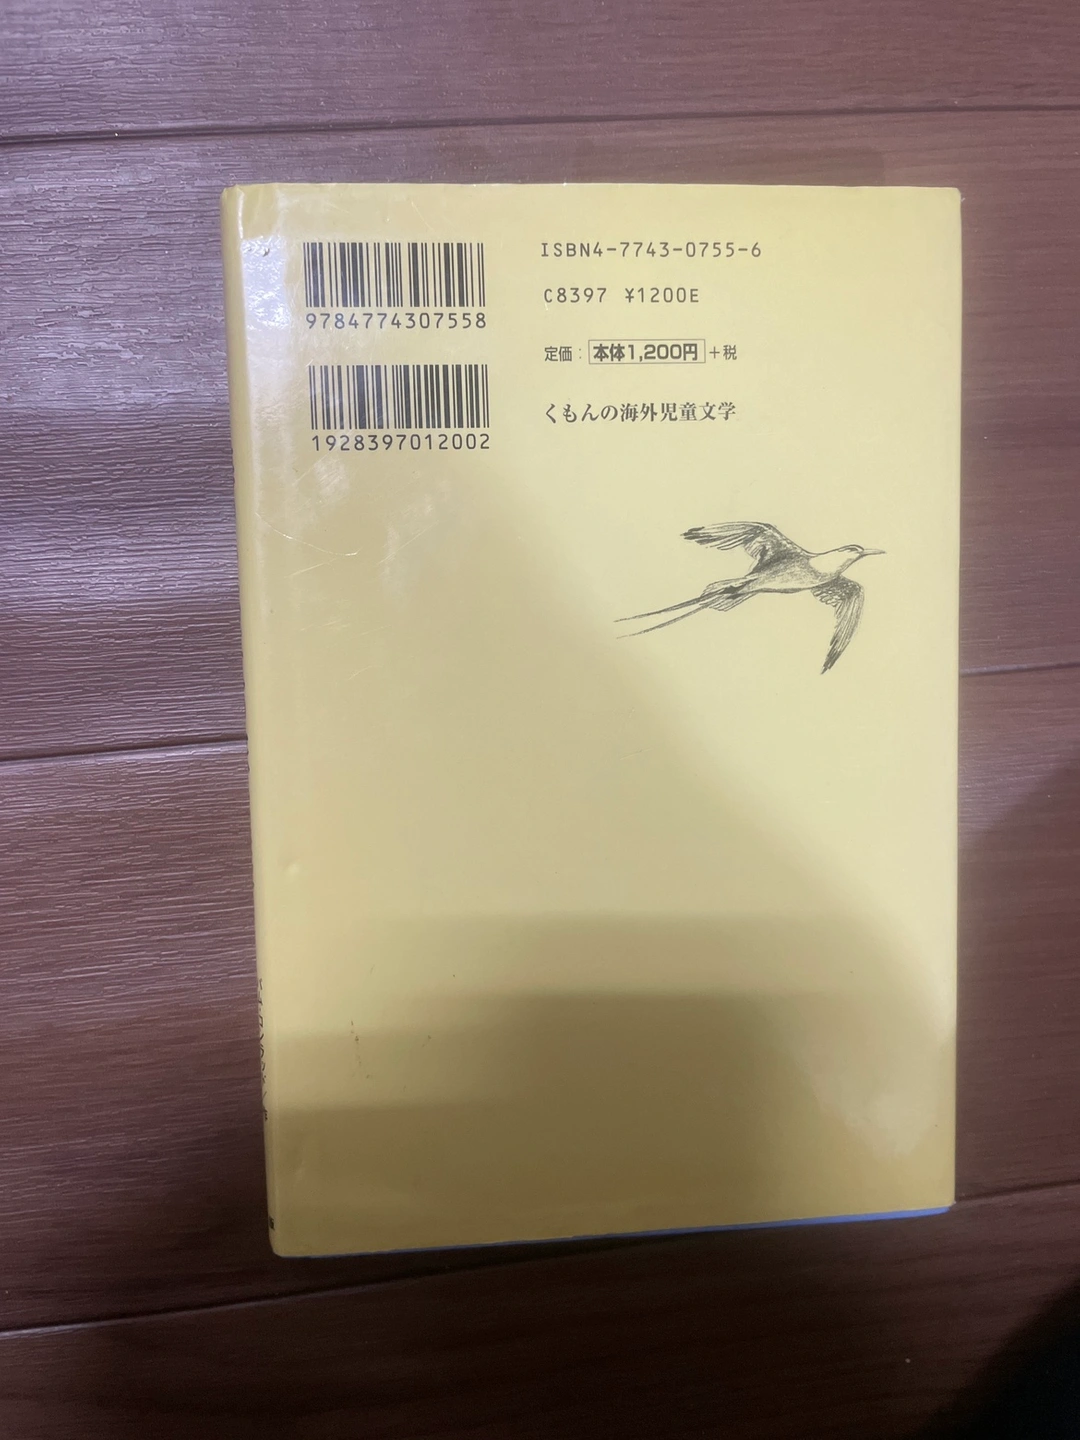 ISBN4-7743-0755-6
C8397 ¥1200E
定価：本体1,200円＋税
くもんの海外児童文学
9784774307558
1928397012002